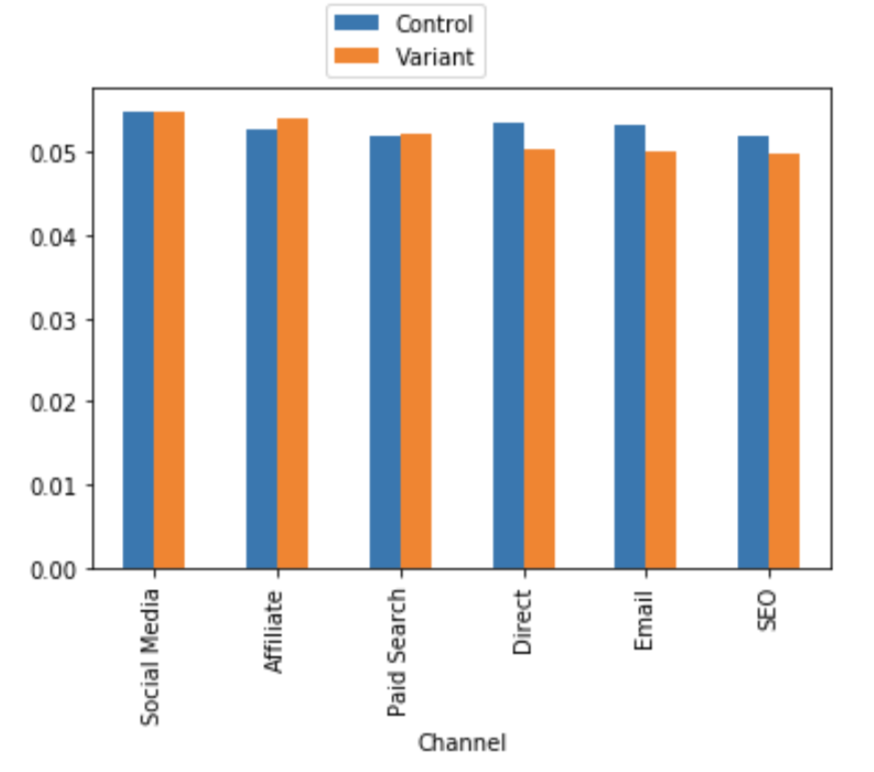 Control
Variant
0.05
0.04
0.03
0.02
0.01
0.00
Social Media
Affiliate
Paid Search
Direct
Email
SEO
Channel